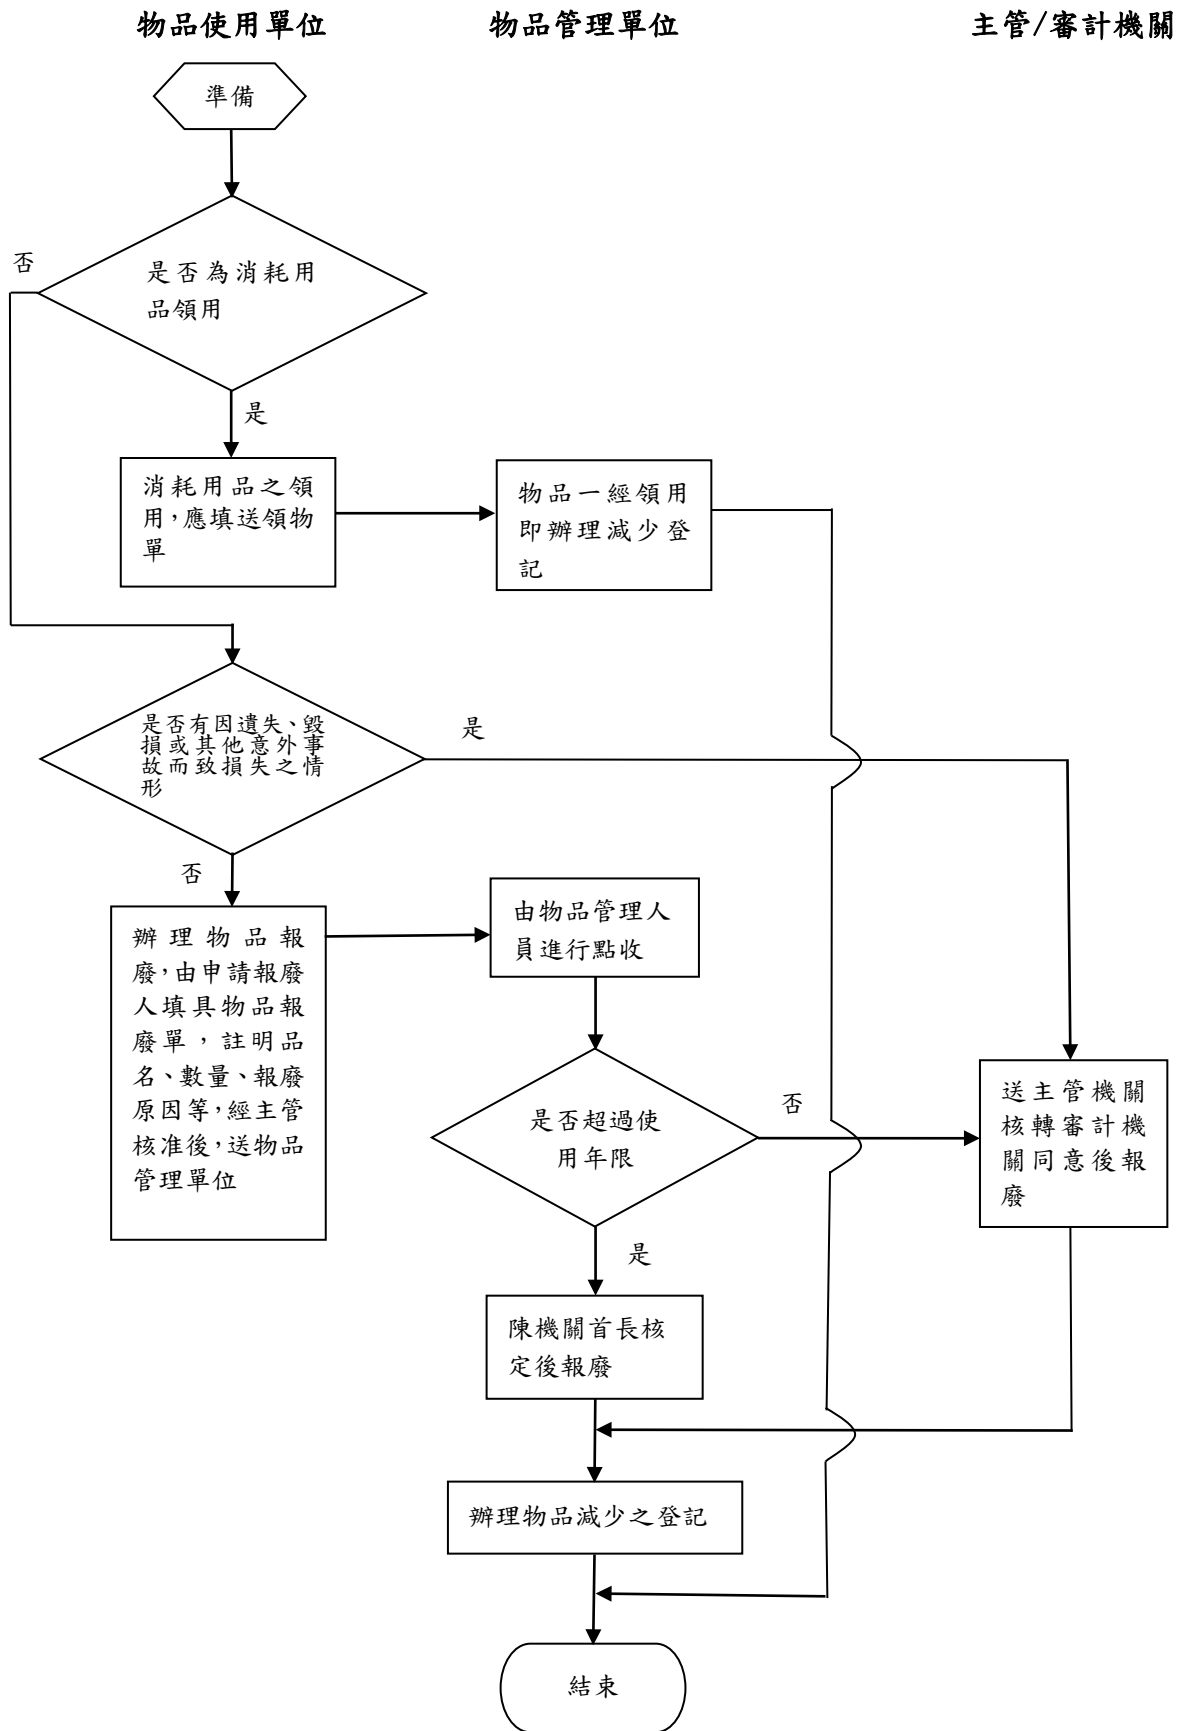 物品使用單位
物品管理單位
主管/審計機關
準備
否
是否為消耗用
品領用
是
消耗用品之領
用，應填送領物
單
物品一經領用
即辦理減少登
記
是否有因遺失、毀
損或其他意外事
故而致損失之情
形
是
否
辦理物品報
廢，由申請報廢
人填具物品報
廢單，註明品
名、數量、報廢
原因等，經主管
核准後，送物品
管理單位
由物品管理人
員進行點收
是否超過使
用年限
否
送主管機關
核轉審計機
關同意後報
廢
是
陳機關首長核
定後報廢
辦理物品減少之登記
結束